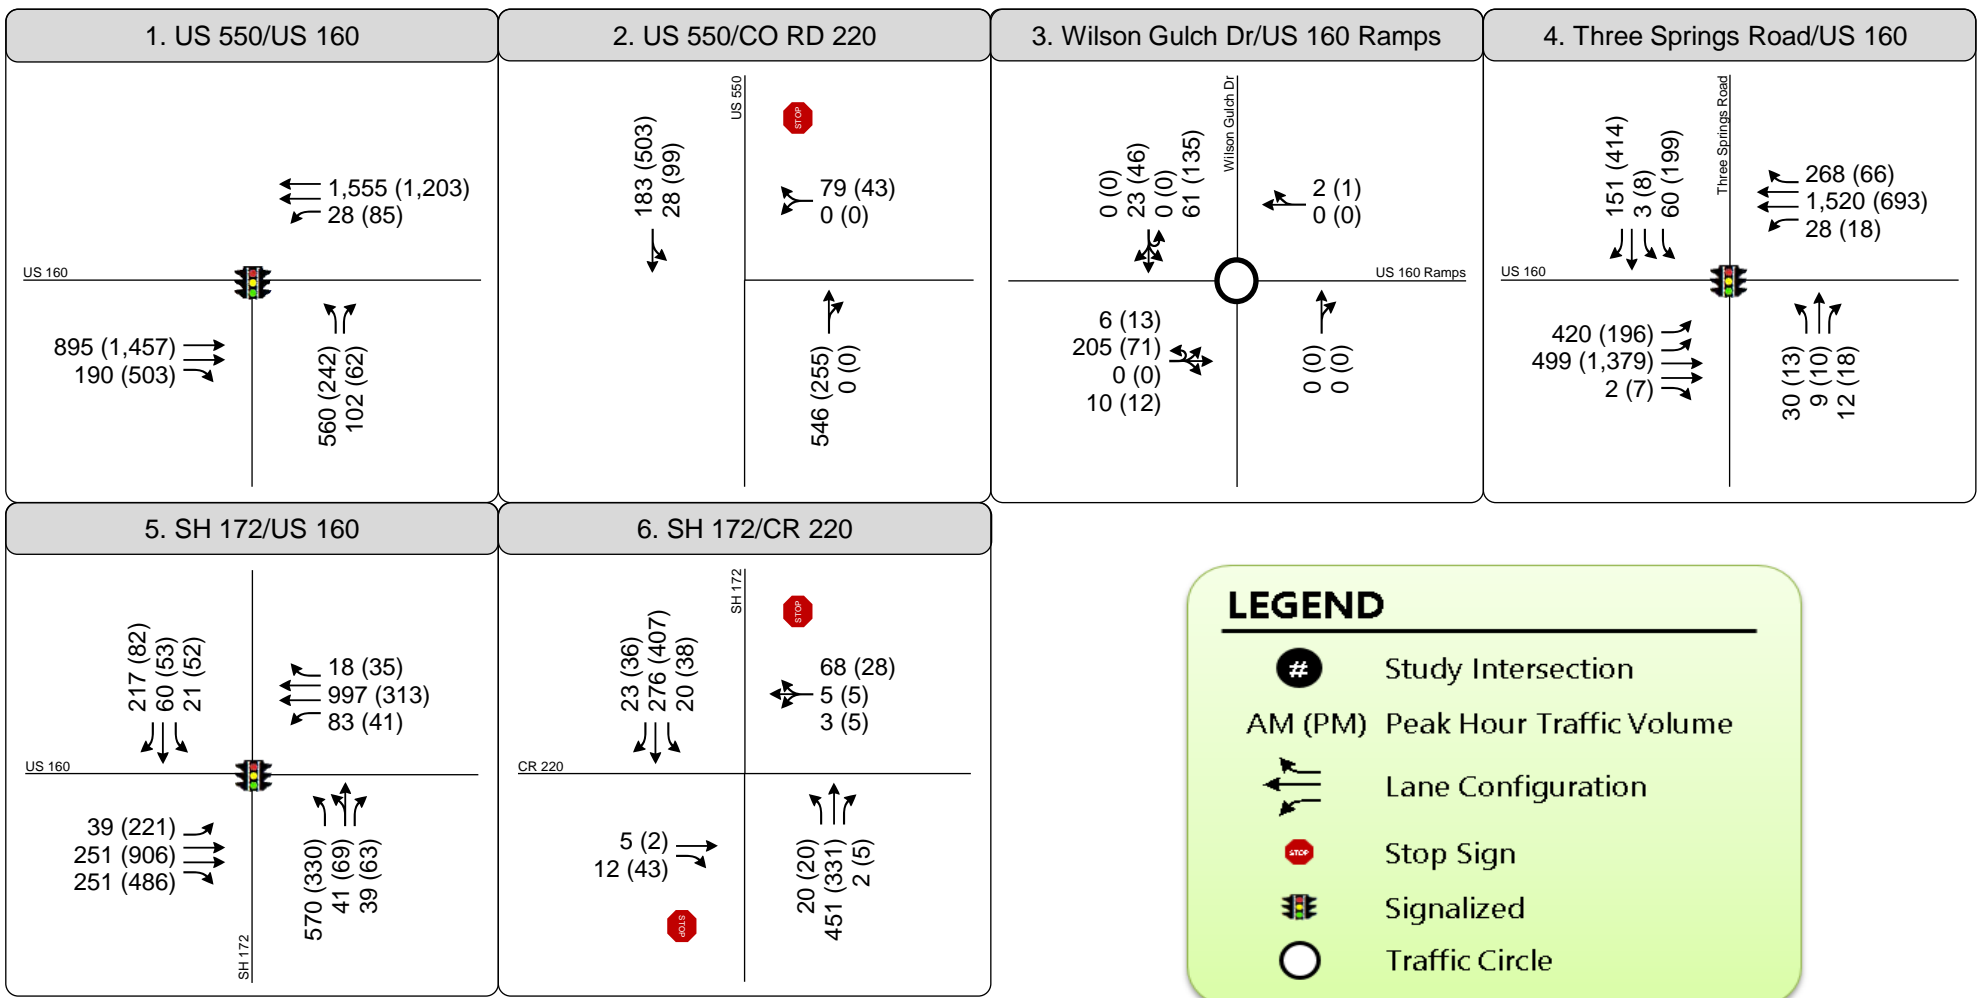 1. US 550/US 160
1,555 (1,203)
28 (85)
US 160
895 (1,457)
190 (503)
560 (242)
102 (62)
2. US 550/CO RD 220
US 550
STOP
183 (503)
28 (99)
79 (43)
0 (0)
546 (255)
0 (0)
3. Wilson Gulch Dr/US 160 Ramps
Wilson Gulch Dr
0 (0)
23 (46)
0 (0)
61 (135)
2 (1)
0 (0)
US 160 Ramps
6 (13)
205 (71)
0 (0)
10 (12)
0 (0)
0 (0)
4. Three Springs Road/US 160
Three Springs Road
151 (414)
3 (8)
60 (199)
268 (66)
1,520 (693)
28 (18)
US 160
420 (196)
499 (1,379)
2 (7)
30 (13)
9 (10)
12 (18)
5. SH 172/US 160
217 (82)
60 (53)
21 (52)
18 (35)
997 (313)
83 (41)
US 160
39 (221)
251 (906)
251 (486)
570 (330)
41 (69)
39 (63)
SH 172
6. SH 172/CR 220
SH 172
STOP
23 (36)
276 (407)
20 (38)
68 (28)
5 (5)
3 (5)
CR 220
5 (2)
12 (43)
STOP
20 (20)
451 (331)
2 (5)
LEGEND
# Study Intersection
AM (PM) Peak Hour Traffic Volume
Lane Configuration
STOP Stop Sign
Signalized
Traffic Circle